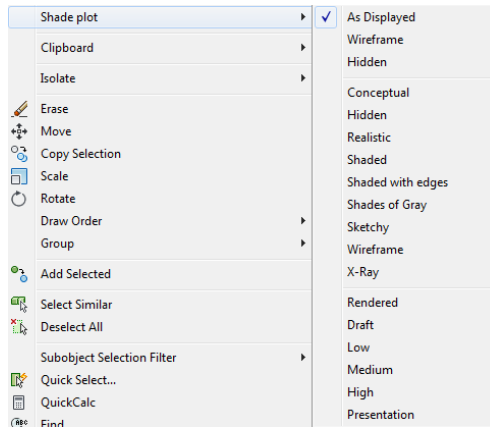 Shade plot
Clipboard
Isolate
Erase
Move
Copy Selection
Scale
Rotate
Draw Order
Group
Add Selected
Select Similar
Deselect All
Subobject Selection Filter
Quick Select...
QuickCalc
Find
As Displayed
Wireframe
Hidden
Conceptual
Hidden
Realistic
Shaded
Shaded with edges
Shades of Gray
Sketchy
Wireframe
X-Ray
Rendered
Draft
Low
Medium
High
Presentation